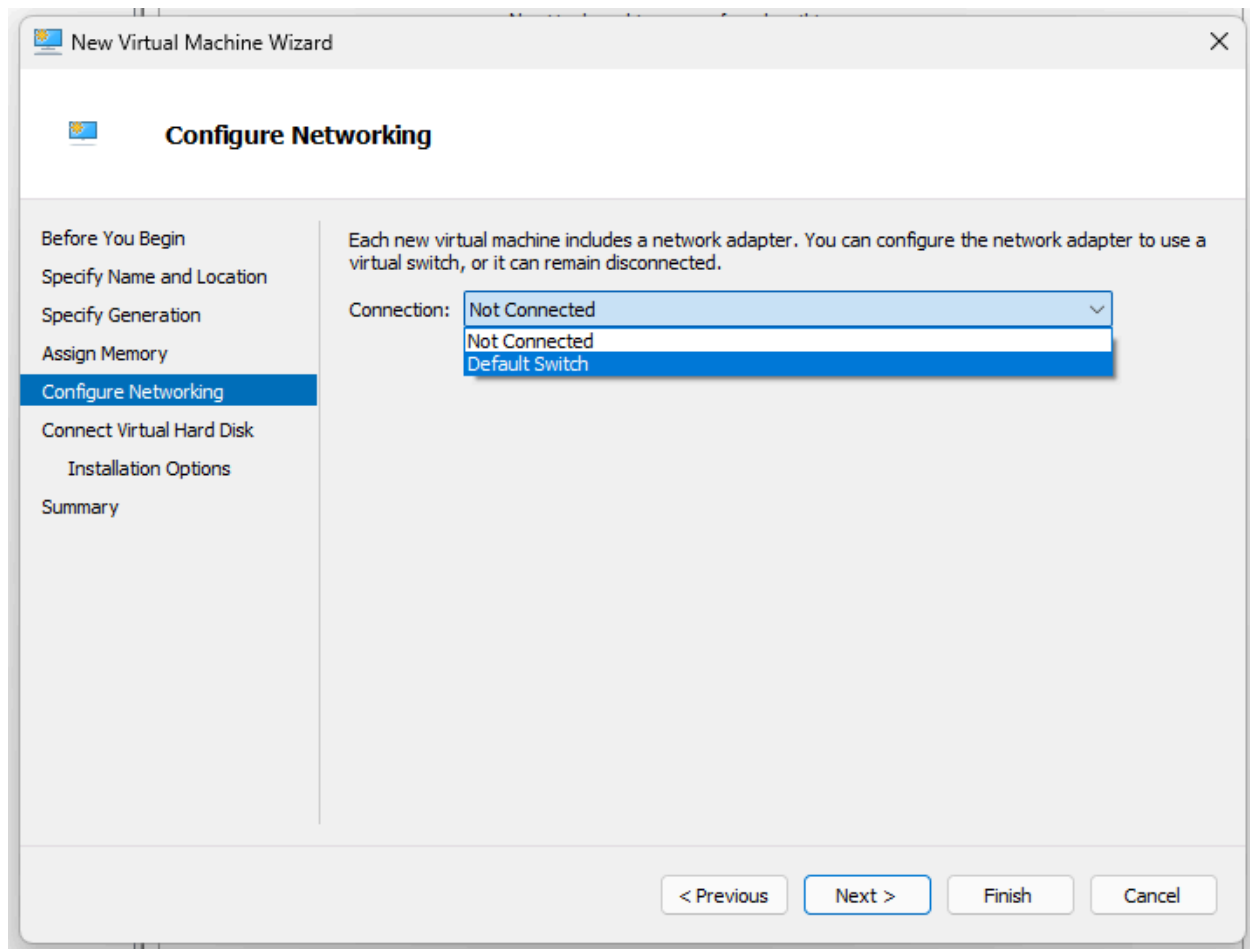 New Virtual Machine Wizard
Configure Networking
Before You Begin
Specify Name and Location
Specify Generation
Assign Memory
Configure Networking
Connect Virtual Hard Disk
Installation Options
Summary
Each new virtual machine includes a network adapter. You can configure the network adapter to use a
virtual switch, or it can remain disconnected.
Connection: Not Connected
Not Connected
Default Switch
< Previous Next > Finish Cancel